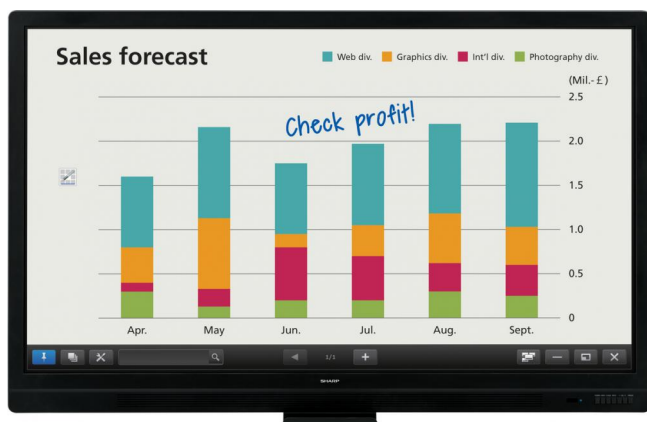 Sales forecast
Web div. Graphics div. Int'l div. Photography div.
(Mil.-£)
Check profit!
2.5
2.0
1.5
1.0
0.5
0
Apr. May Jun. Jul. Aug. Sept.
1/1
SHARP